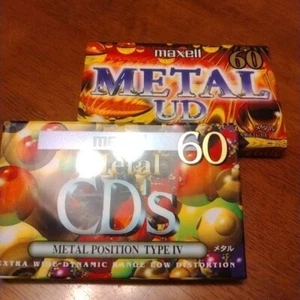 maxell
60
METAL
UD
60
Metal
CDs
METAL POSITION TYPE IV
メタル
EXTRA WIDE DYNAMIC RANGE LOW DISTORTION